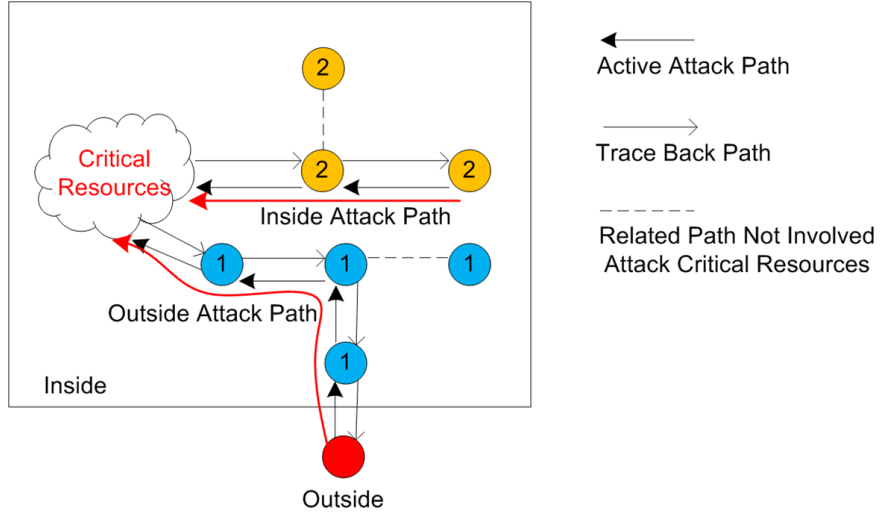 2
Critical
Resources
2
2
Inside Attack Path
1
1
1
Outside Attack Path
1
Inside
Outside
Active Attack Path
Trace Back Path
Related Path Not Involved
Attack Critical Resources